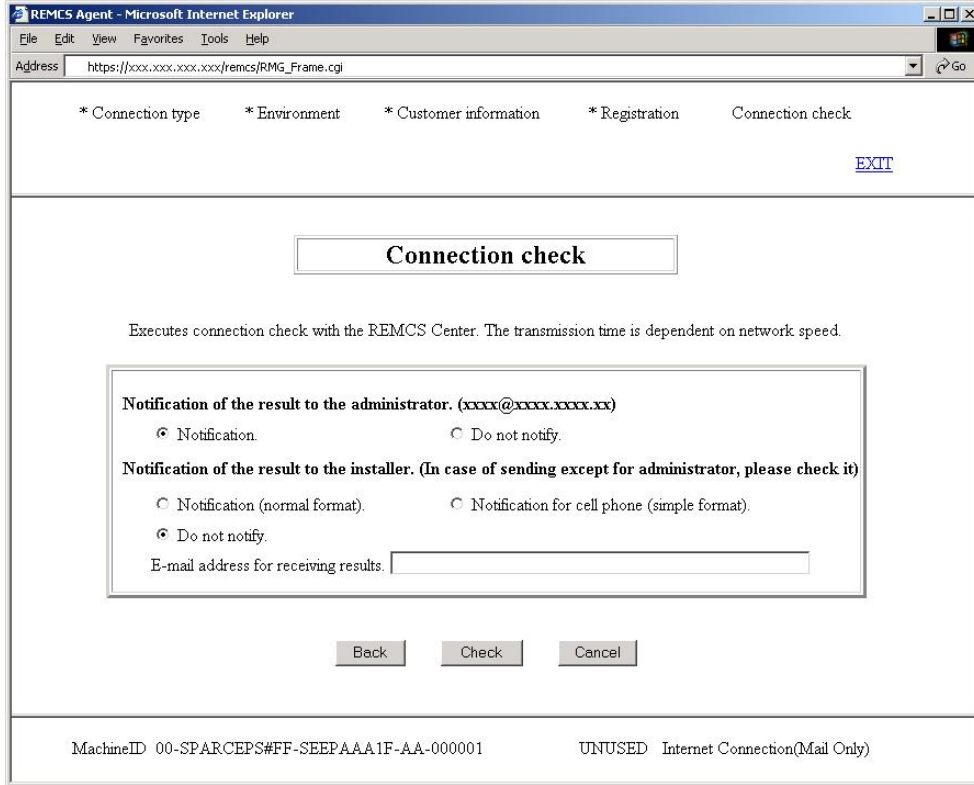 REMCS Agent - Microsoft Internet Explorer
File Edit View Favorites Tools Help
Address https://xxx.xxx.xxx.xxx/remcs/RMG_Frame.cgi Go
* Connection type * Environment * Customer information * Registration Connection check
EXIT
Connection check
Executes connection check with the REMCS Center. The transmission time is dependent on network speed.
Notification of the result to the administrator. (xxxx@xxxx.xxxx.xx)
Notification. Do not notify.
Notification of the result to the installer. (In case of sending except for administrator, please check it)
Notification (normal format). Notification for cell phone (simple format).
Do not notify.
E-mail address for receiving results.
Back Check Cancel
MachineID 00-SPARCEPS#FF-SEEPAAA1F-AA-000001 UNUSED Internet Connection(Mail Only)